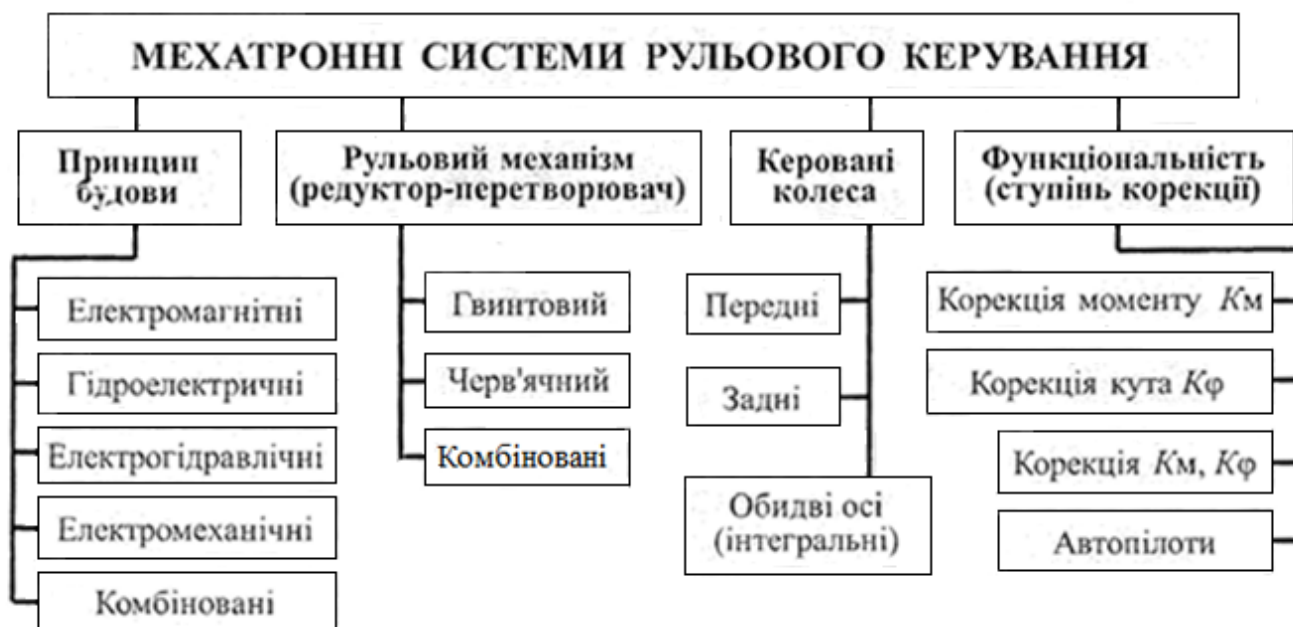 МЕХАТРОННІ СИСТЕМИ РУЛЬОВОГО КЕРУВАННЯ
Принцип
будови
Електромагнітні
Гідроелектричні
Електрогідравлічні
Електромеханічні
Комбіновані
Рульовий механізм
(редуктор-перетворювач)
Гвинтовий
Черв'ячний
Комбіновані
Керовані
колеса
Передні
Задні
Обидві осі
(інтегральні)
Функціональність
(ступінь корекції)
Корекція моменту Км
Корекція кута Кφ
Корекція Км, Кφ
Автопілоти